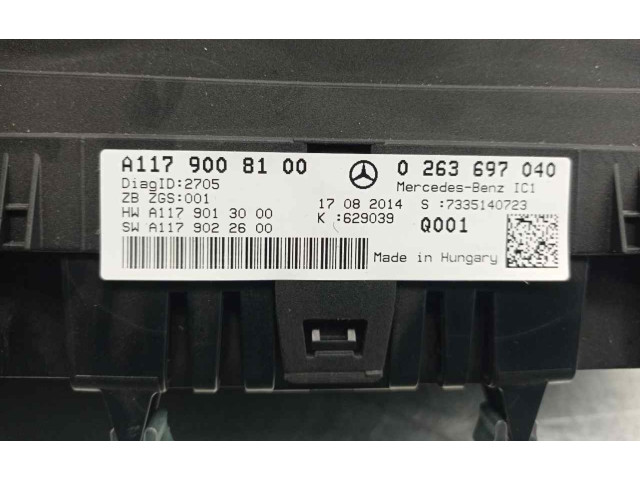 A117 900 81 00 0 263 697 040
DiagID:2705 Mercedes-Benz IC1
ZB ZGS:001 17 08 2014 S :7335140723
HW A117 901 30 00 K :629039 Q001
SW A117 902 26 00
Made in Hungary